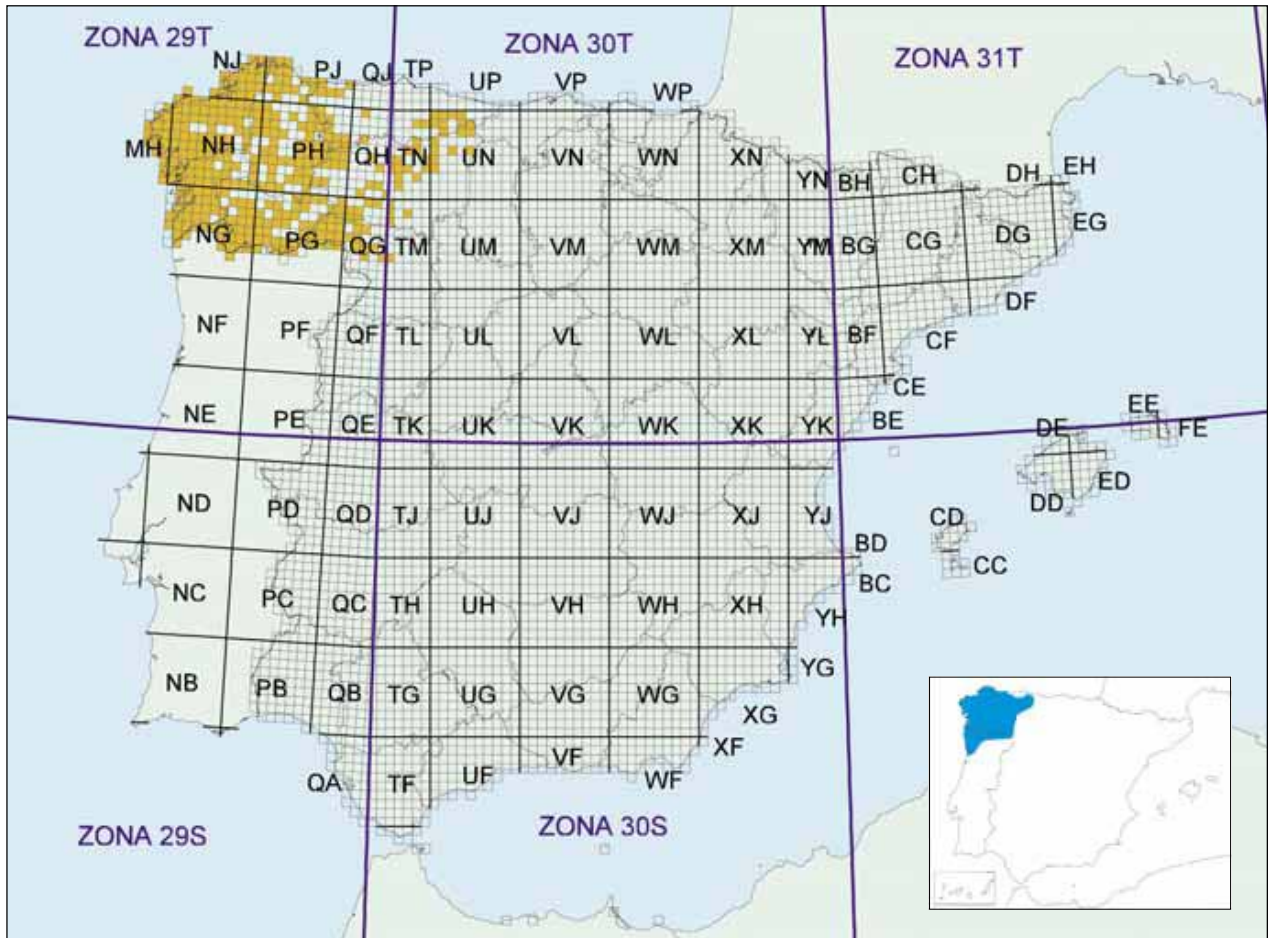 ZONA 29T
ZONA 30T
ZONA 31T
NJ PJ QJ TP UP VP WP
MH NH PH QH TN UN VN WN XN YN BH CH DH EH
NG PG QG TM UM VM WM XM YM BG CG DG EG
NF PF QF TL UL VL WL XL YL BF CF DF
NE PE QE TK UK VK WK XK YK BE CE DE EE FE
ND PD QD TJ UJ VJ WJ XJ YJ BD CD DD ED
NC PC QC TH UH VH WH XH YH BC CC
NB PB QB TG UG VG WG XG YG
QA TF UF VF WF XF
ZONA 29S
ZONA 30S